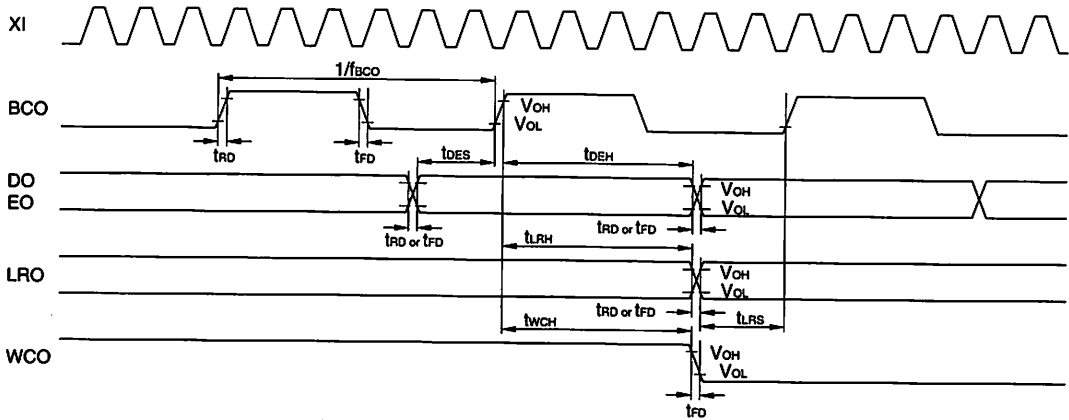 XI
1/fBCO
BCO
VOH
VOL
tRD
tFD
tDES
tDEH
DO
EO
VOH
VOL
tRD or tFD
tLRH
tRD or tFD
LRO
VOH
VOL
tRD or tFD
tWCH
tLRS
WCO
VOH
VOL
tFD